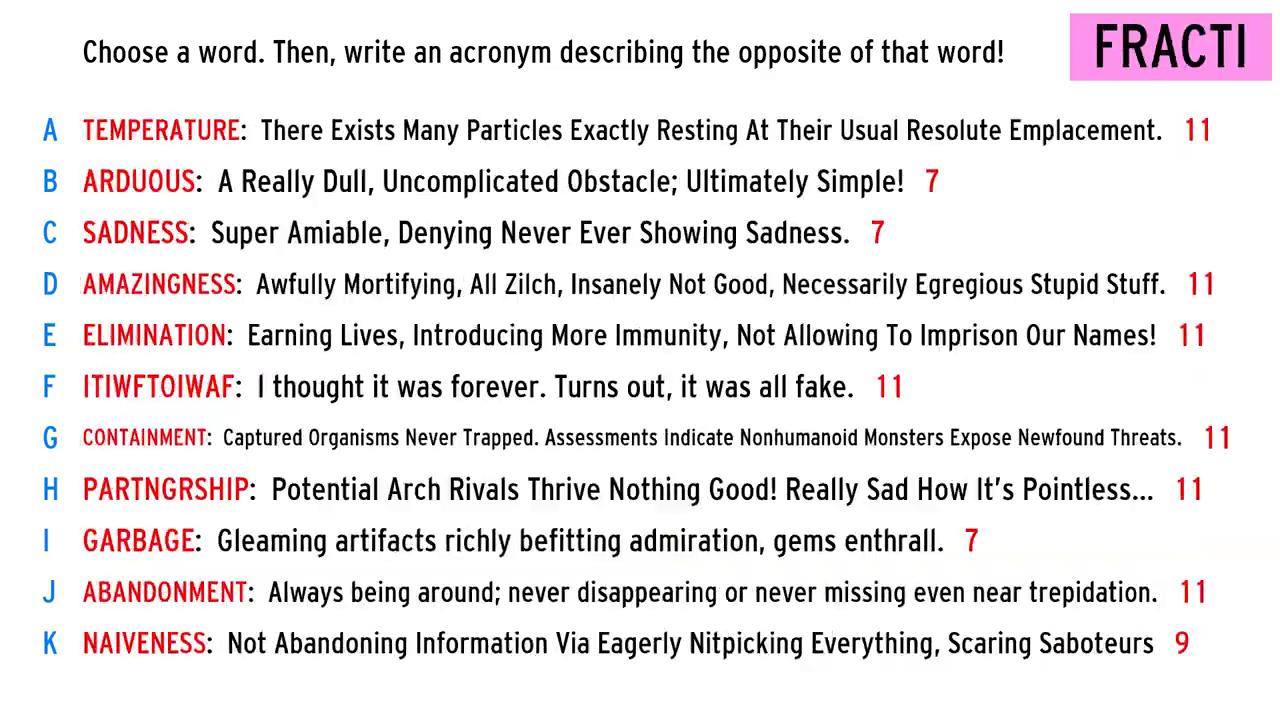 Choose a word. Then, write an acronym describing the opposite of that word!
FRACTI
A TEMPERATURE: There Exists Many Particles Exactly Resting At Their Usual Resolute Emplacement. 11
B ARDUOUS: A Really Dull, Uncomplicated Obstacle; Ultimately Simple! 7
C SADNESS: Super Amiable, Denying Never Ever Showing Sadness. 7
D AMAZINGNESS: Awfully Mortifying, All Zilch, Insanely Not Good, Necessarily Egregious Stupid Stuff. 11
E ELIMINATION: Earning Lives, Introducing More Immunity, Not Allowing To Imprison Our Names! 11
F ITIWFTOIWAF: I thought it was forever. Turns out, it was all fake. 11
G CONTAINMENT: Captured Organisms Never Trapped. Assessments Indicate Nonhumanoid Monsters Expose Newfound Threats. 11
H PARTNGRSHIP: Potential Arch Rivals Thrive Nothing Good! Really Sad How It's Pointless... 11
I GARBAGE: Gleaming artifacts richly befitting admiration, gems enthrall. 7
J ABANDONMENT: Always being around; never disappearing or never missing even near trepidation. 11
K NAIVENESS: Not Abandoning Information Via Eagerly Nitpicking Everything, Scaring Saboteurs 9